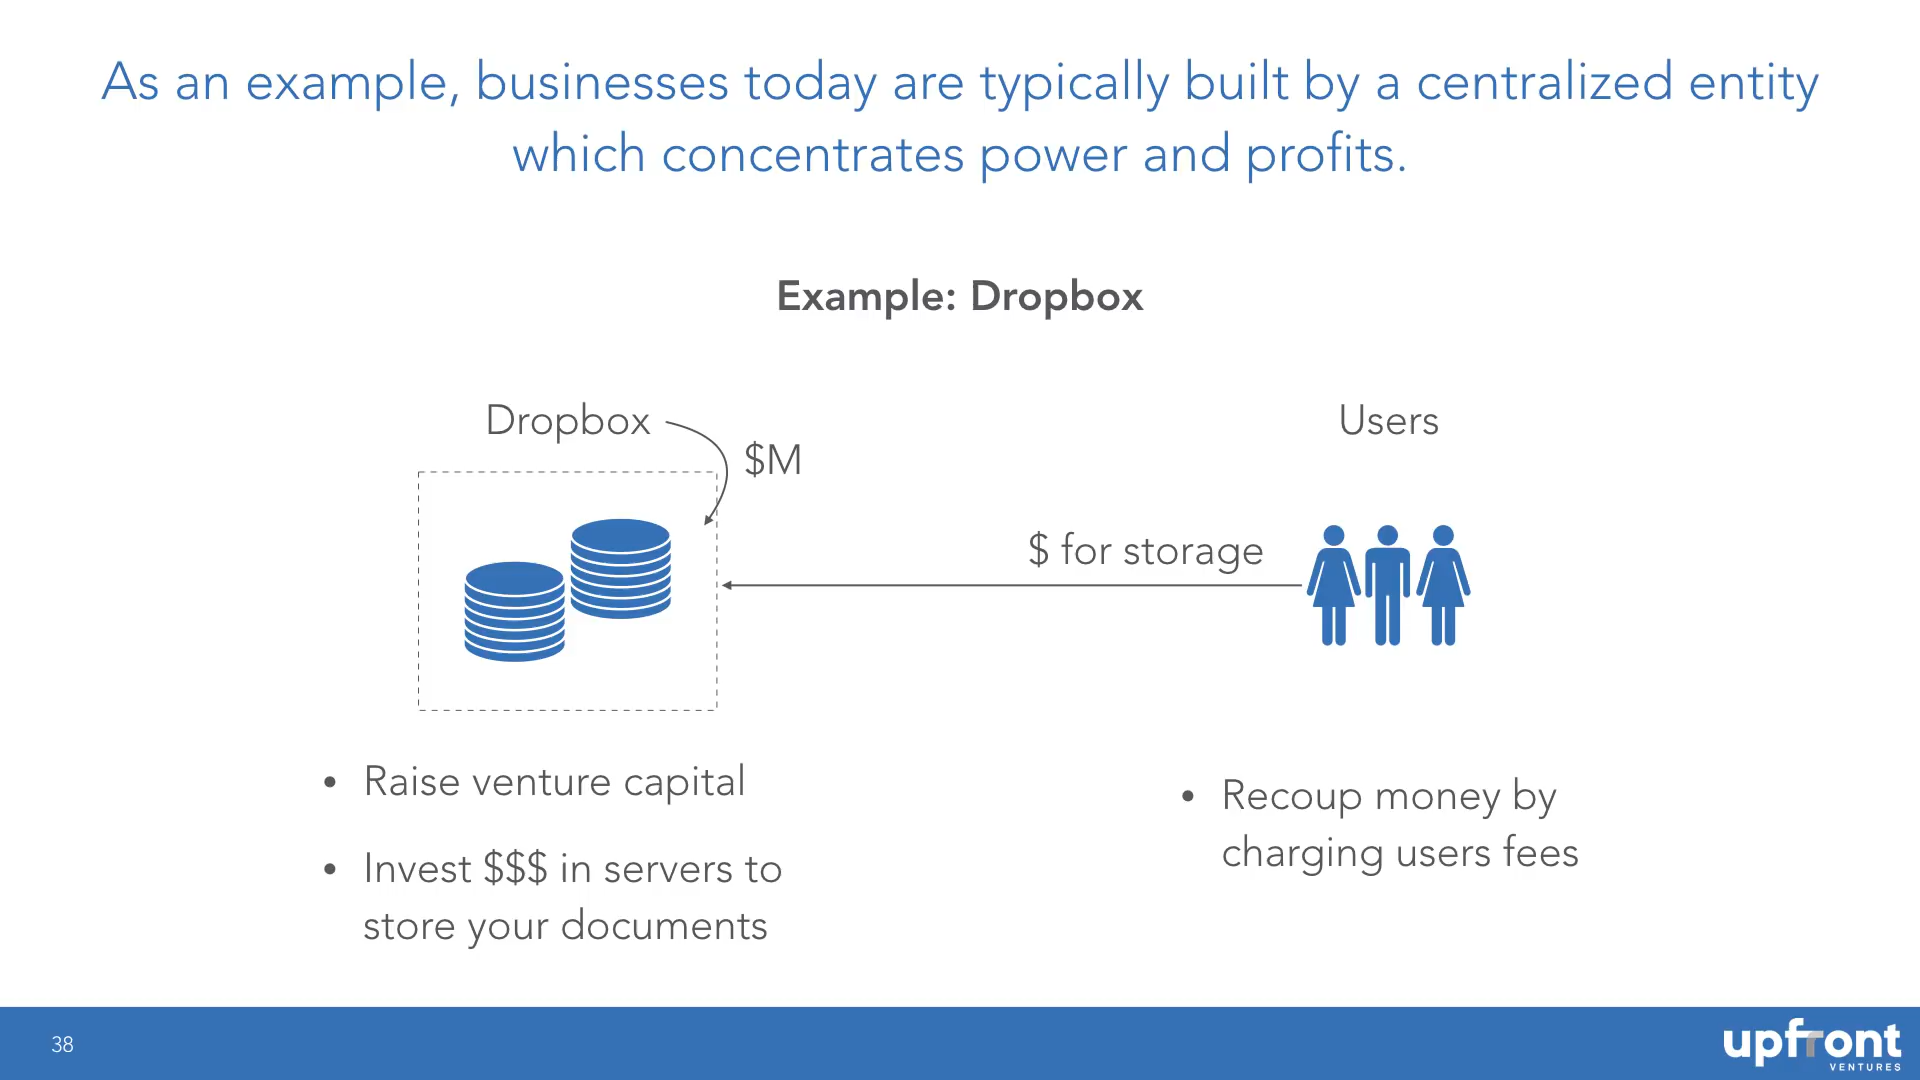 As an example, businesses today are typically built by a centralized entity
which concentrates power and profits.
Example: Dropbox
Dropbox
$M
Users
$ for storage
• Raise venture capital
• Invest $$$ in servers to
store your documents
• Recoup money by
charging users fees
38
upfront
VENTURES